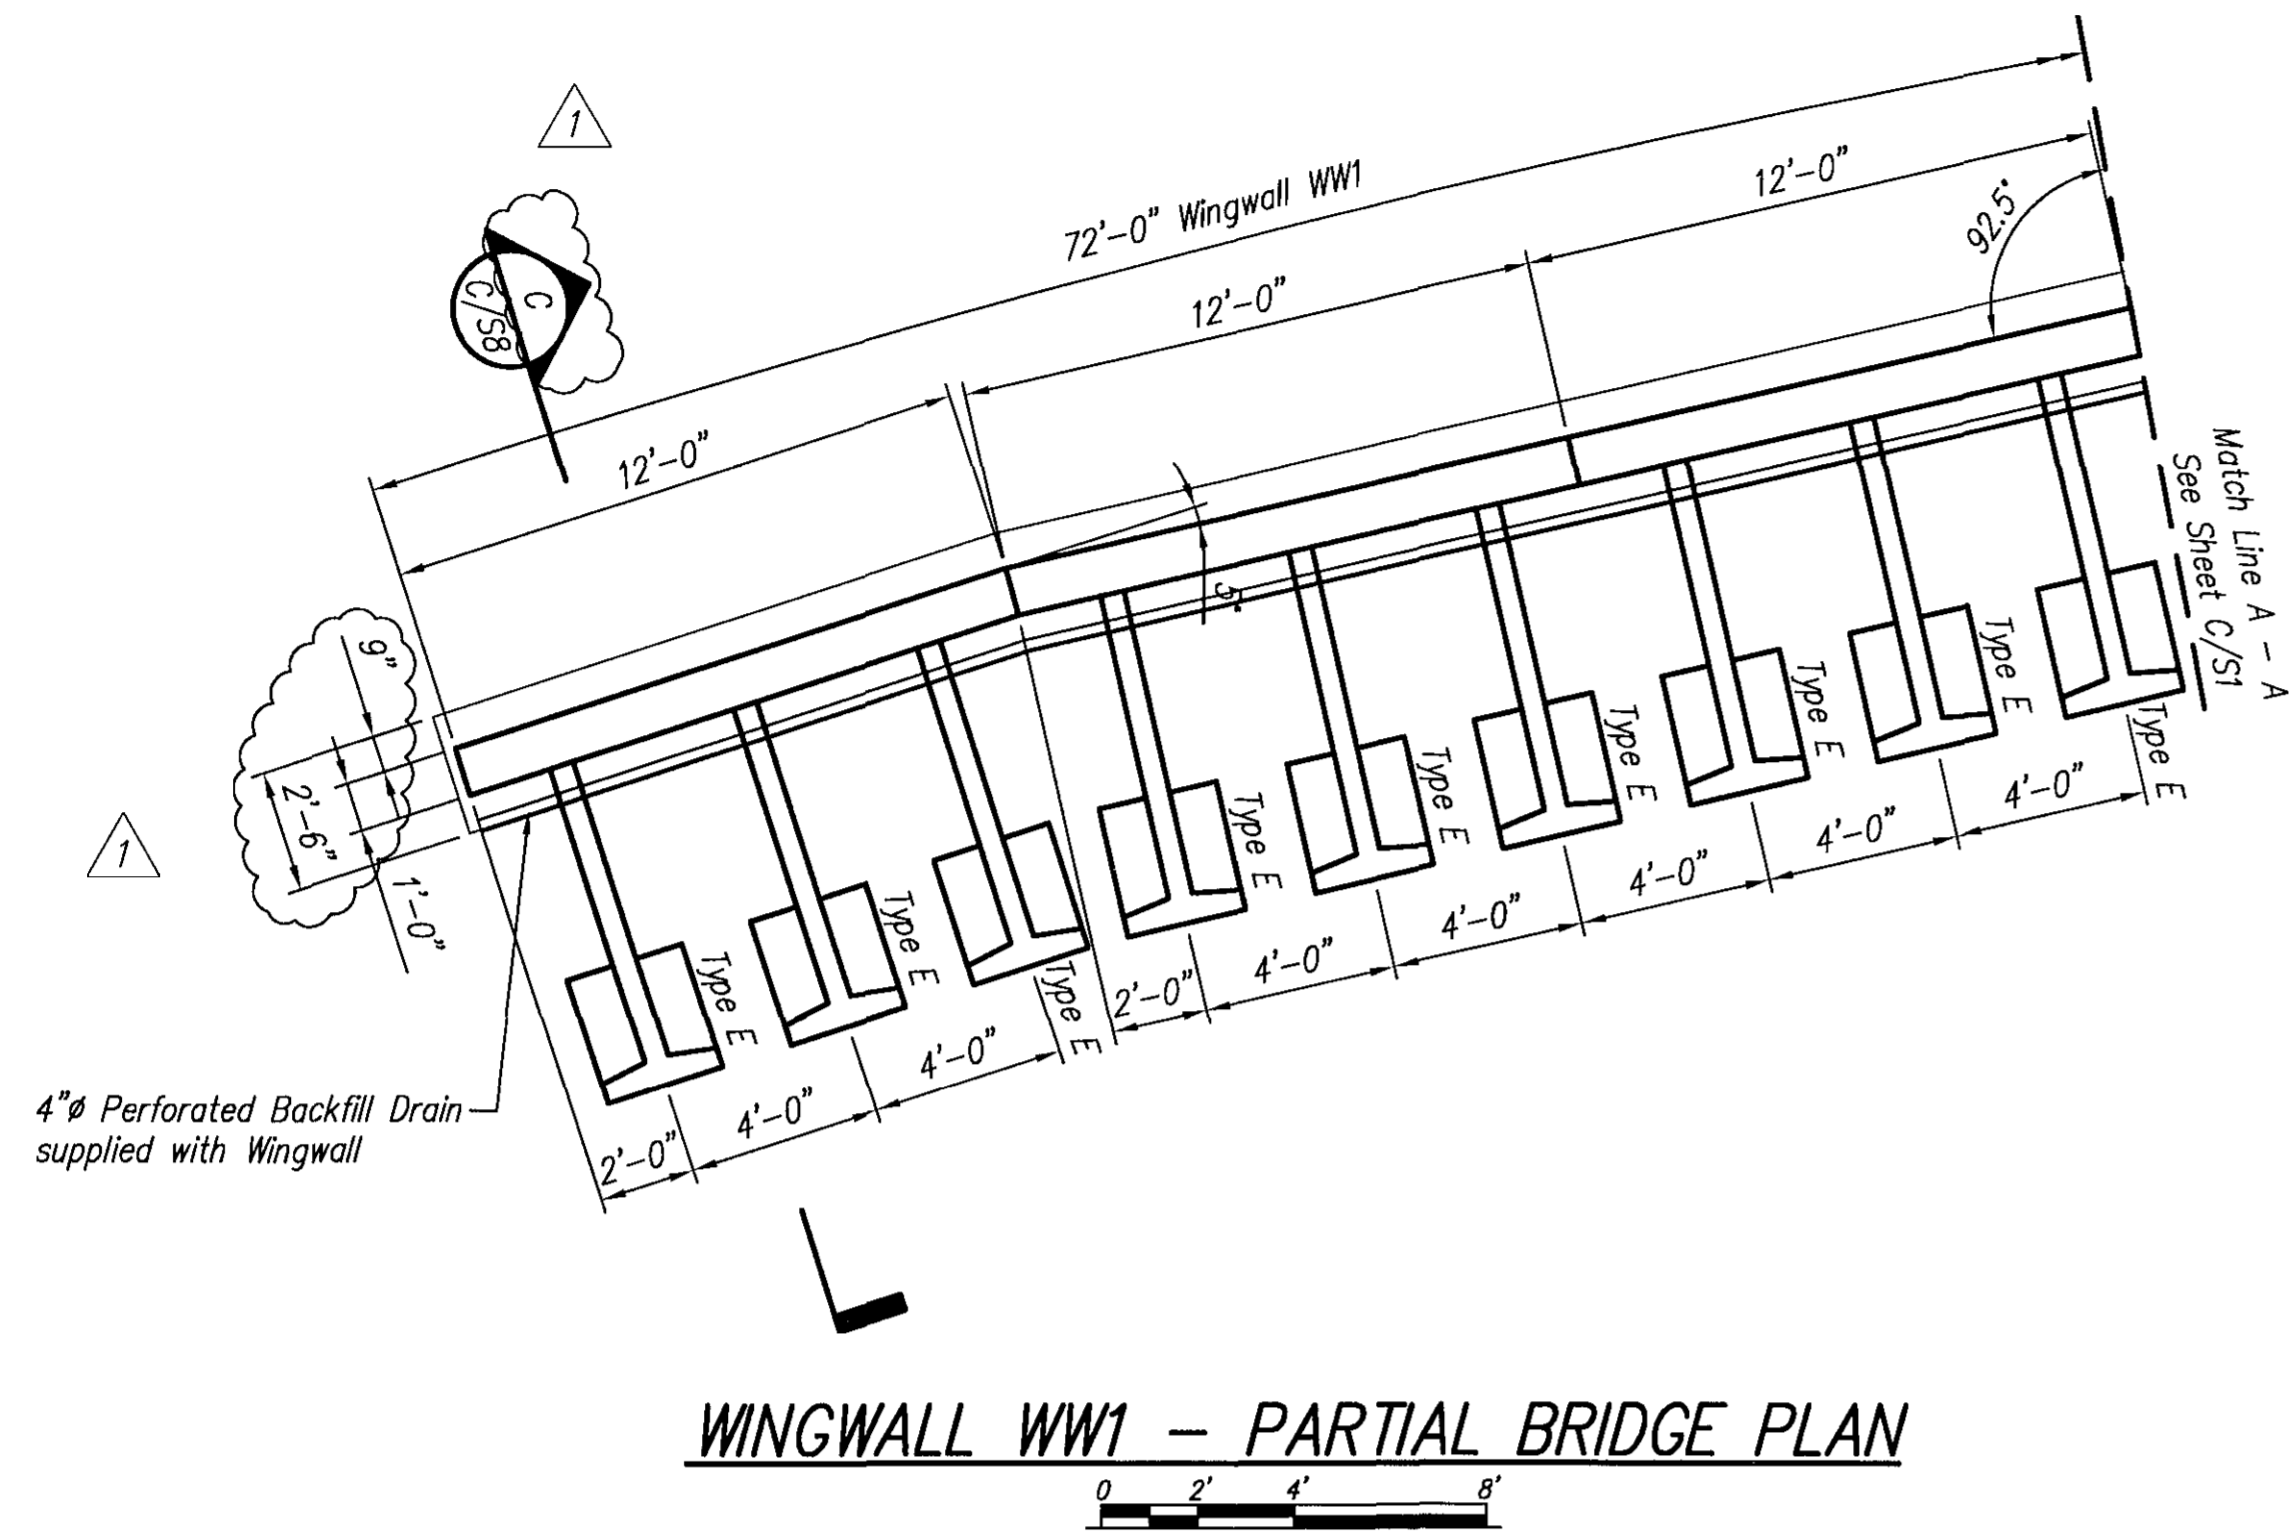 1
72'-0" Wingwall WW1
12'-0"
12'-0"
12'-0"
92.5°
C
C/S8
5°
Match Line A - A
See Sheet C/S1
9"
2'-6"
1'-0"
1
Type E
Type E
Type E
Type E
Type E
Type E
Type E
Type E
Type E
2'-0"
4'-0"
4'-0"
2'-0"
4'-0"
4'-0"
4'-0"
4'-0"
4'-0"
4"ø Perforated Backfill Drain
supplied with Wingwall
WINGWALL WW1 - PARTIAL BRIDGE PLAN
0 2' 4' 8'